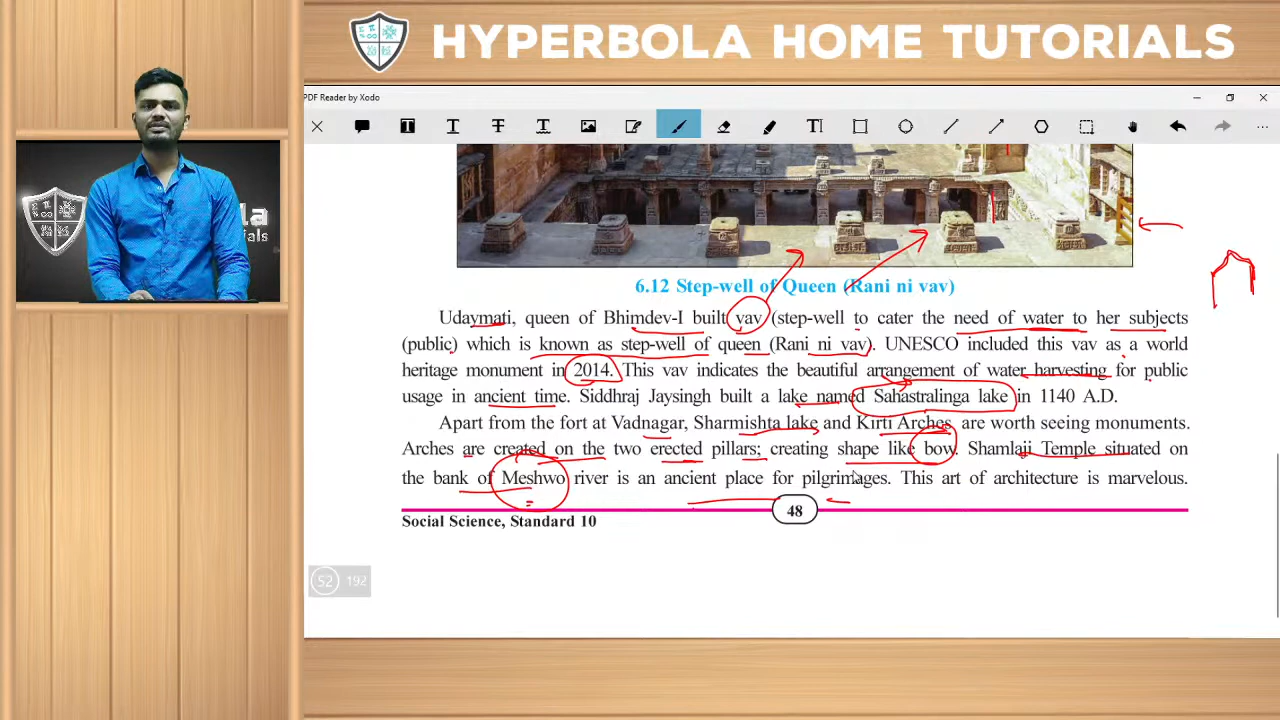 HYPERBOLA HOME TUTORIALS
PDF Reader by Xodo
6.12 Step-well of Queen (Rani ni vav)
Udaymati, queen of Bhimdev-I built vav (step-well to cater the need of water to her subjects
(public) which is known as step-well of queen (Rani ni vav). UNESCO included this vav as a world
heritage monument in 2014. This vav indicates the beautiful arrangement of water harvesting for public
usage in ancient time. Siddhraj Jaysingh built a lake named Sahastralinga lake in 1140 A.D.
Apart from the fort at Vadnagar, Sharmishta lake and Kirti Arches are worth seeing monuments.
Arches are created on the two erected pillars; creating shape like bow. Shamlaji Temple situated on
the bank of Meshwo river is an ancient place for pilgrimages. This art of architecture is marvelous.
48
Social Science, Standard 10
52 192